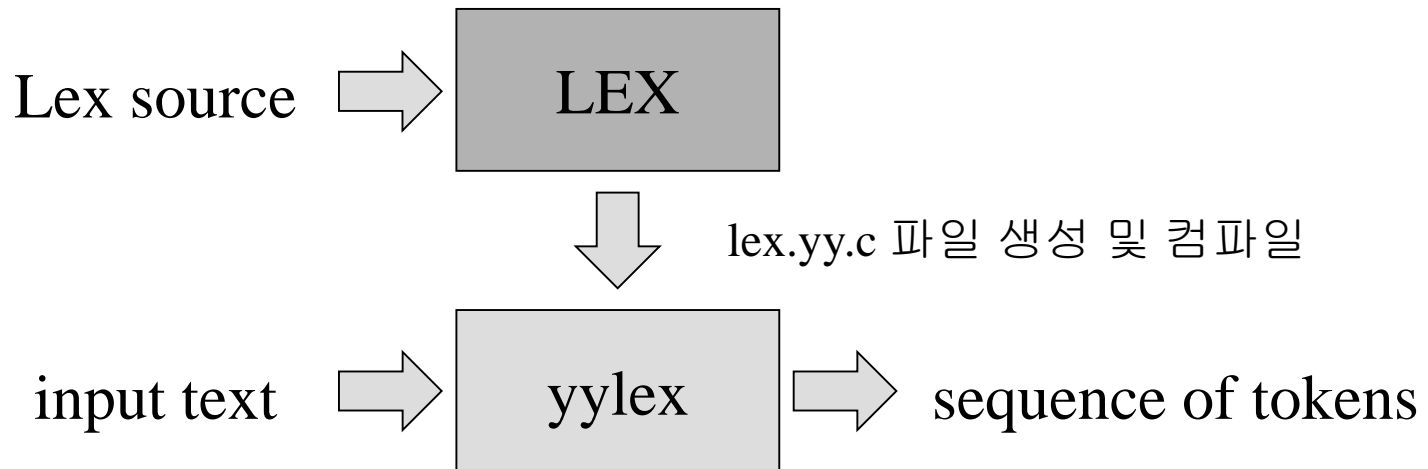 Lex source
LEX
lex.yy.c 파일 생성 및 컴파일
input text
yylex
sequence of tokens